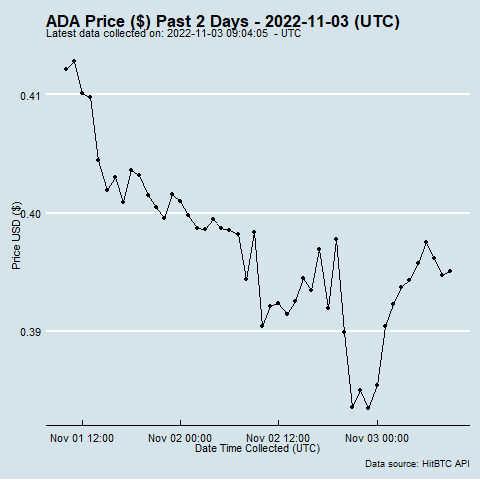 ADA Price ($) Past 2 Days - 2022-11-03 (UTC)
Latest data collected on: 2022-11-03 09:04:05 - UTC
0.41
0.40
Price USD ($)
0.39
Nov 01 12:00 Nov 02 00:00 Nov 02 12:00 Nov 03 00:00
Date Time Collected (UTC)
Data source: HitBTC API